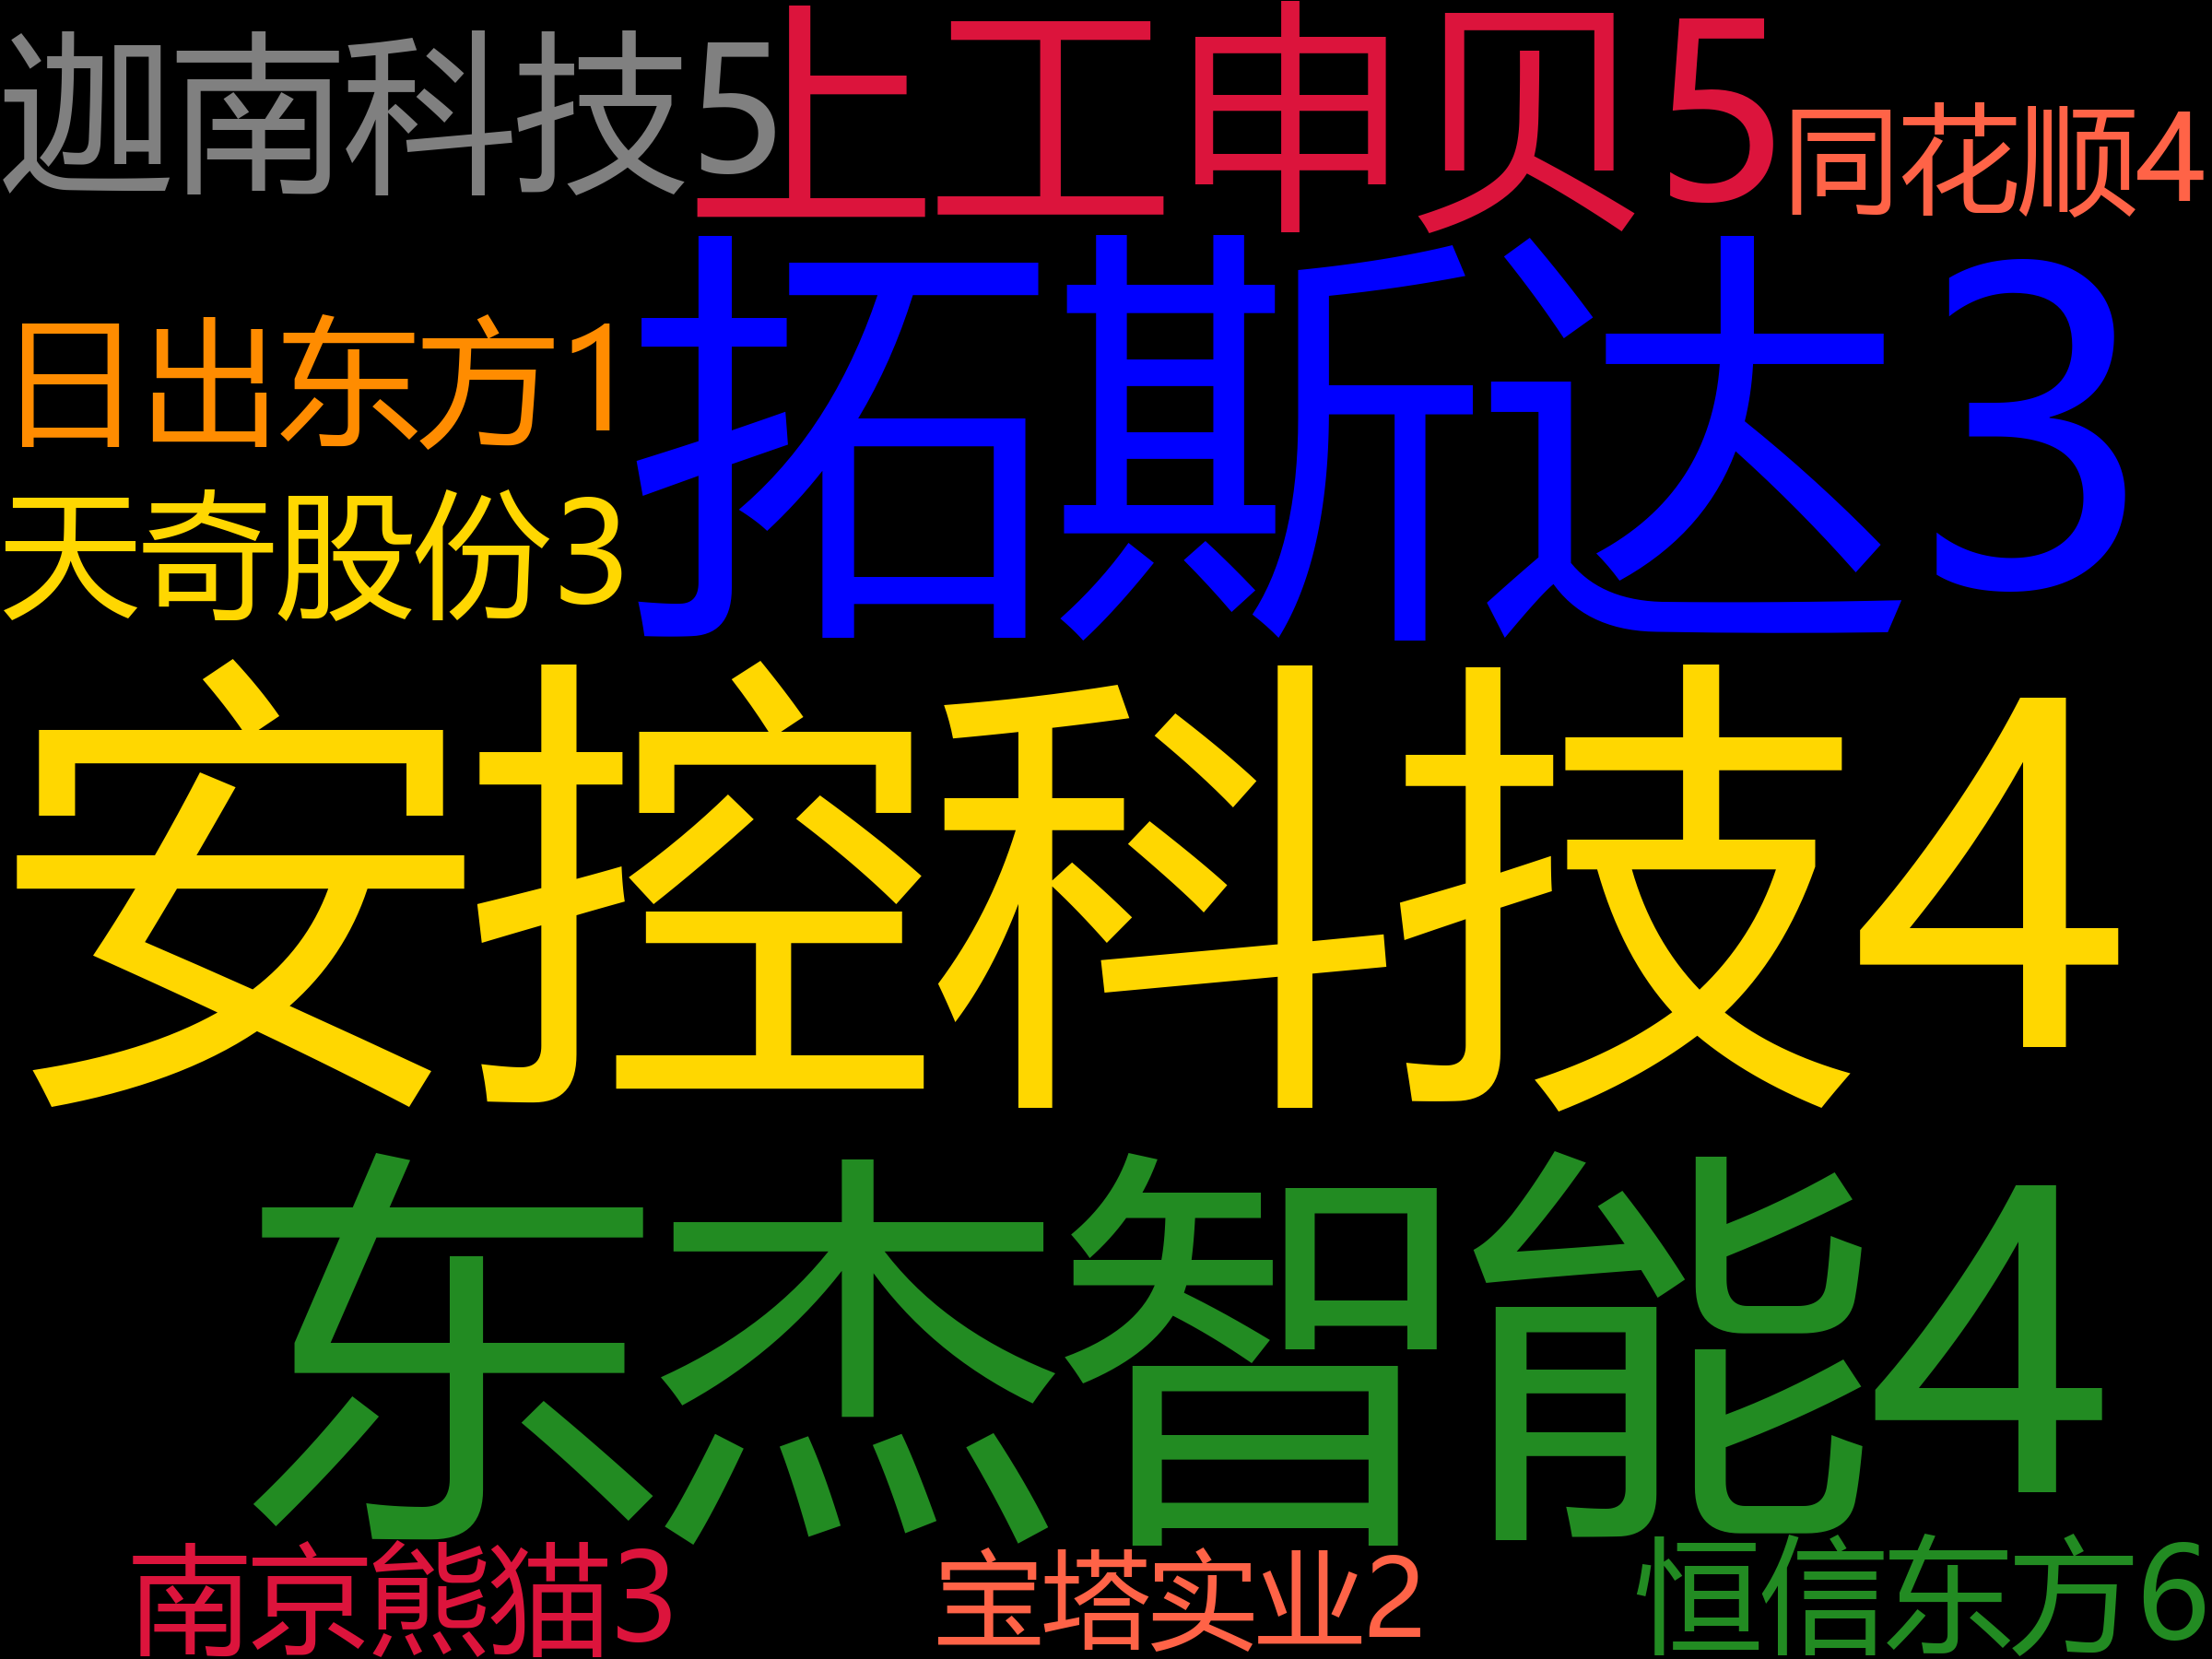 迦南科技5
上工申贝5
同花顺4
日出东方1
拓斯达3
天奇股份3
安控科技4
东杰智能4
南京熊猫3
宝塔实业2
恒信东方6